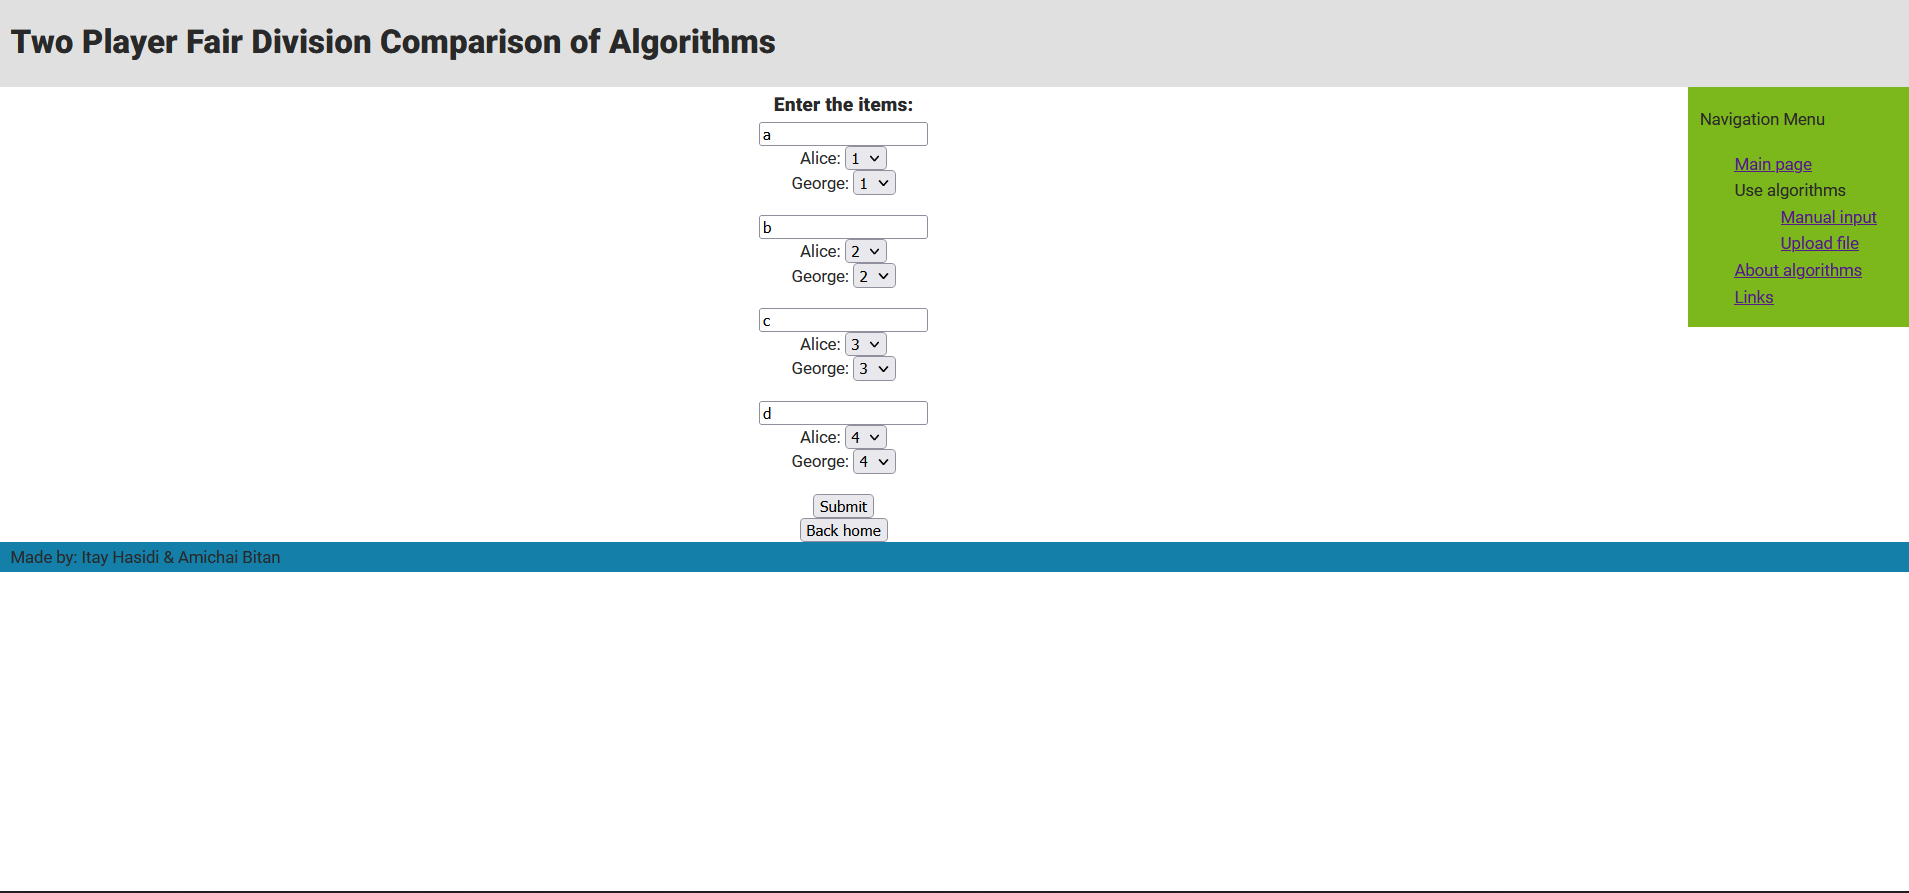 Two Player Fair Division Comparison of Algorithms
Enter the items:
a
Alice: 1
George: 1
b
Alice: 2
George: 2
c
Alice: 3
George: 3
d
Alice: 4
George: 4
Submit
Back home
Navigation Menu
Main page
Use algorithms
Manual input
Upload file
About algorithms
Links
Made by: Itay Hasidi & Amichai Bitan